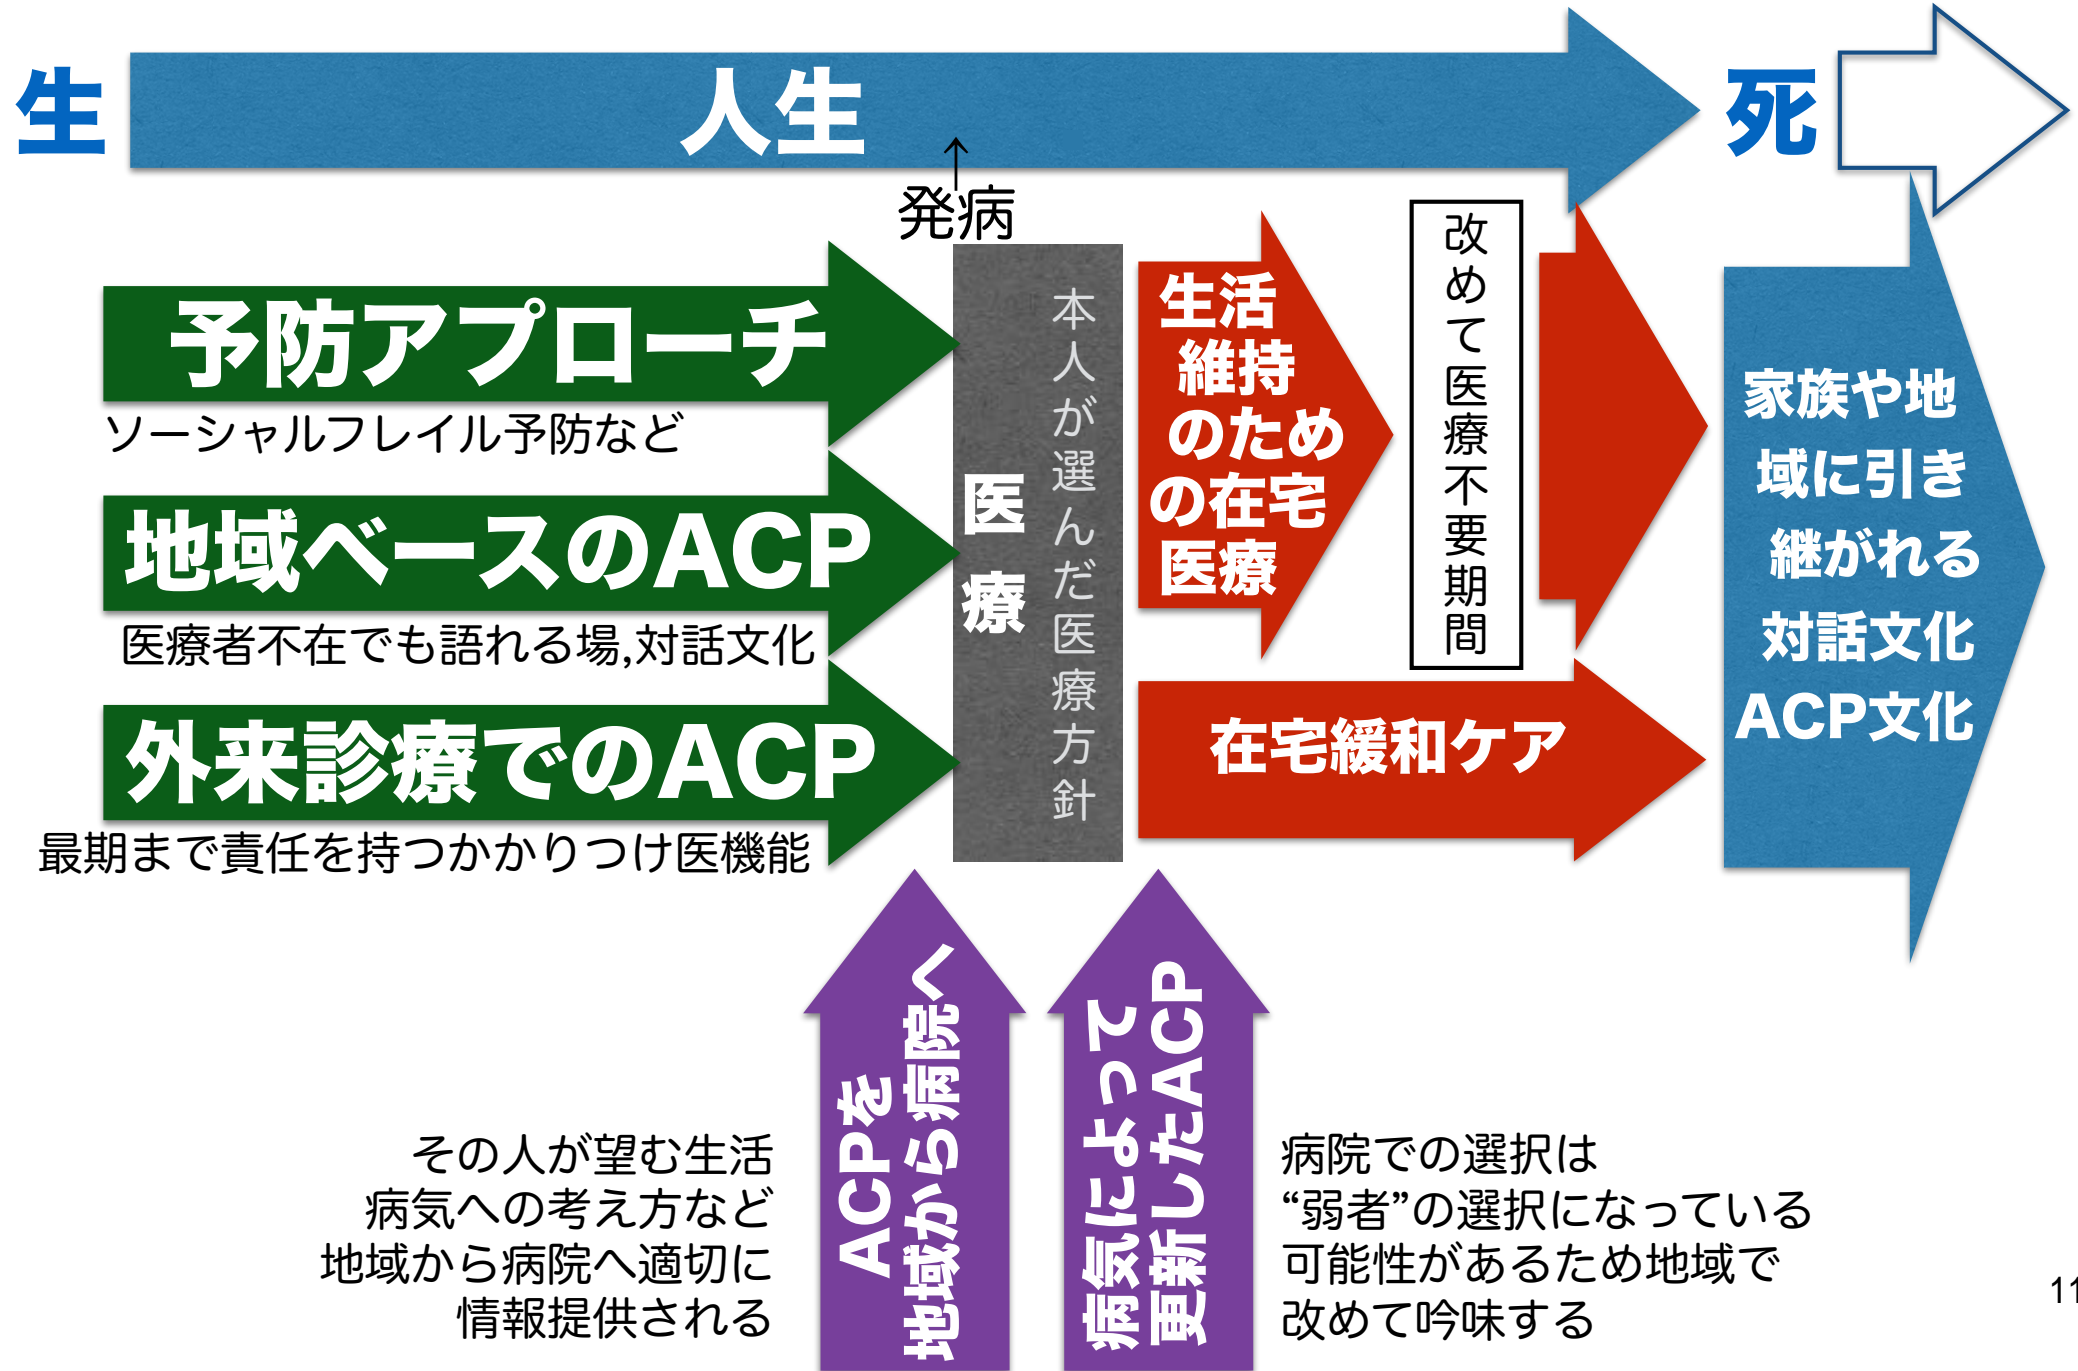 生
人生
死
発病
予防アプローチ
ソーシャルフレイル予防など
地域ベースのACP
医療者不在でも語れる場,対話文化
外来診療でのACP
最期まで責任を持つかかりつけ医機能
医療
本人が選んだ医療方針
生活
維持
のため
の在宅
医療
改めて医療不要期間
在宅緩和ケア
家族や地
域に引き
継がれる
対話文化
ACP文化
ACPを
地域から病院へ
病気によって
更新したACP
その人が望む生活
病気への考え方など
地域から病院へ適切に
情報提供される
病院での選択は
“弱者”の選択になっている
可能性があるため地域で
改めて吟味する
11